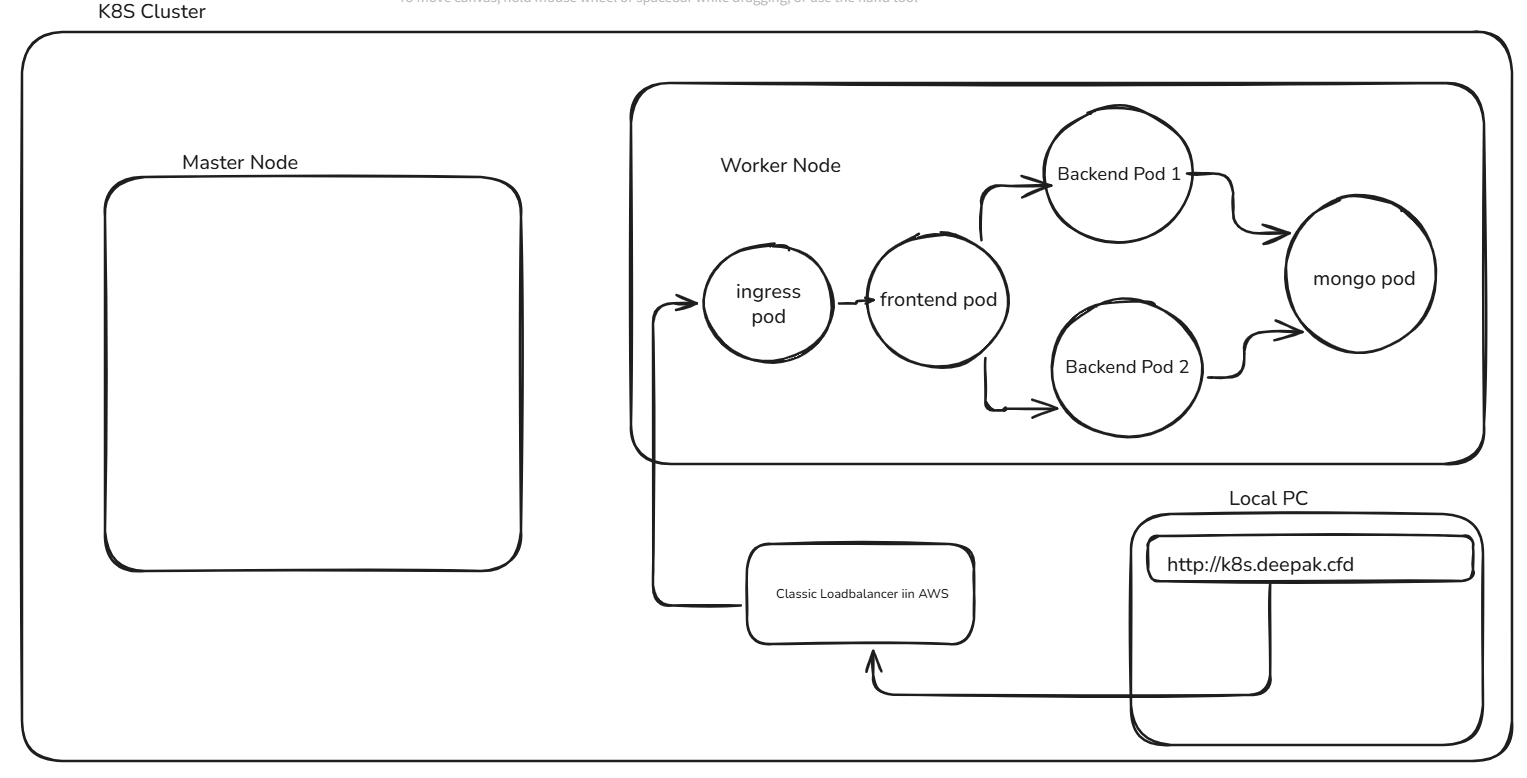 To move canvas, hold mouse wheel or spacebar while dragging, or use the hand tool
K8S Cluster
Master Node
Worker Node
ingress
pod
frontend pod
Backend Pod 1
Backend Pod 2
mongo pod
Classic Loadbalancer iin AWS
Local PC
http://k8s.deepak.cfd